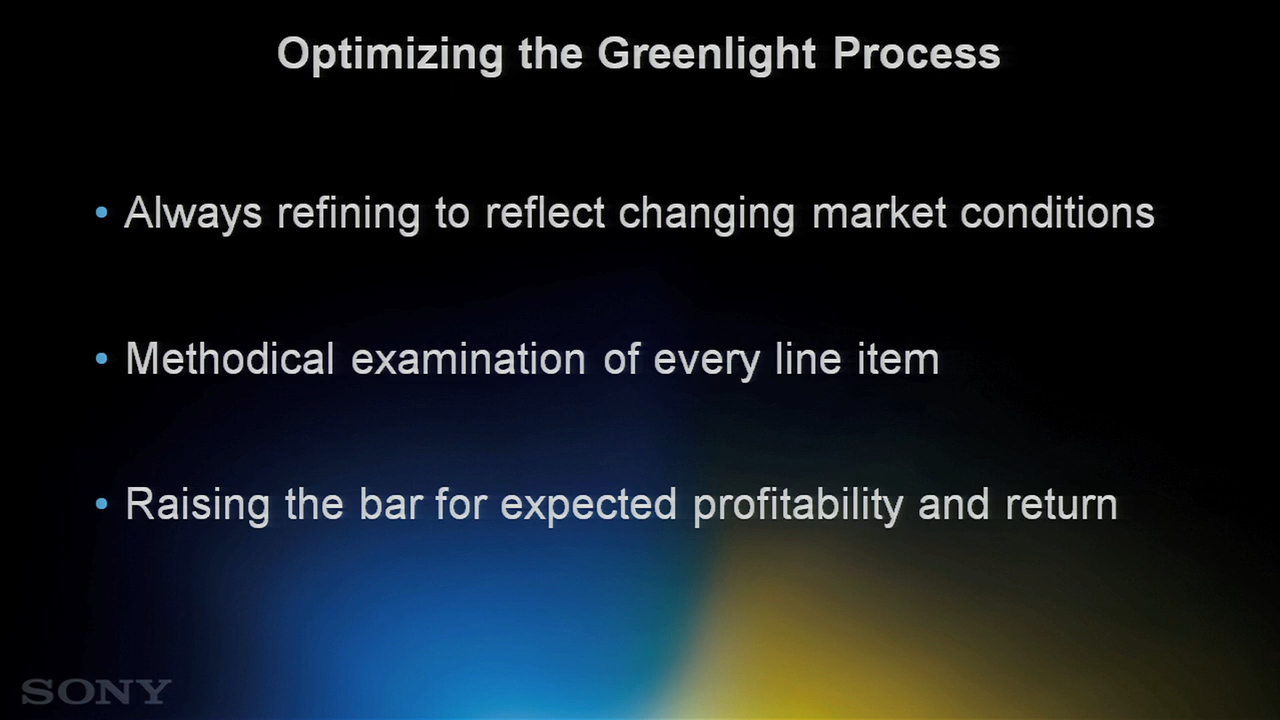 Optimizing the Greenlight Process
• Always refining to reflect changing market conditions
• Methodical examination of every line item
• Raising the bar for expected profitability and return
SONY